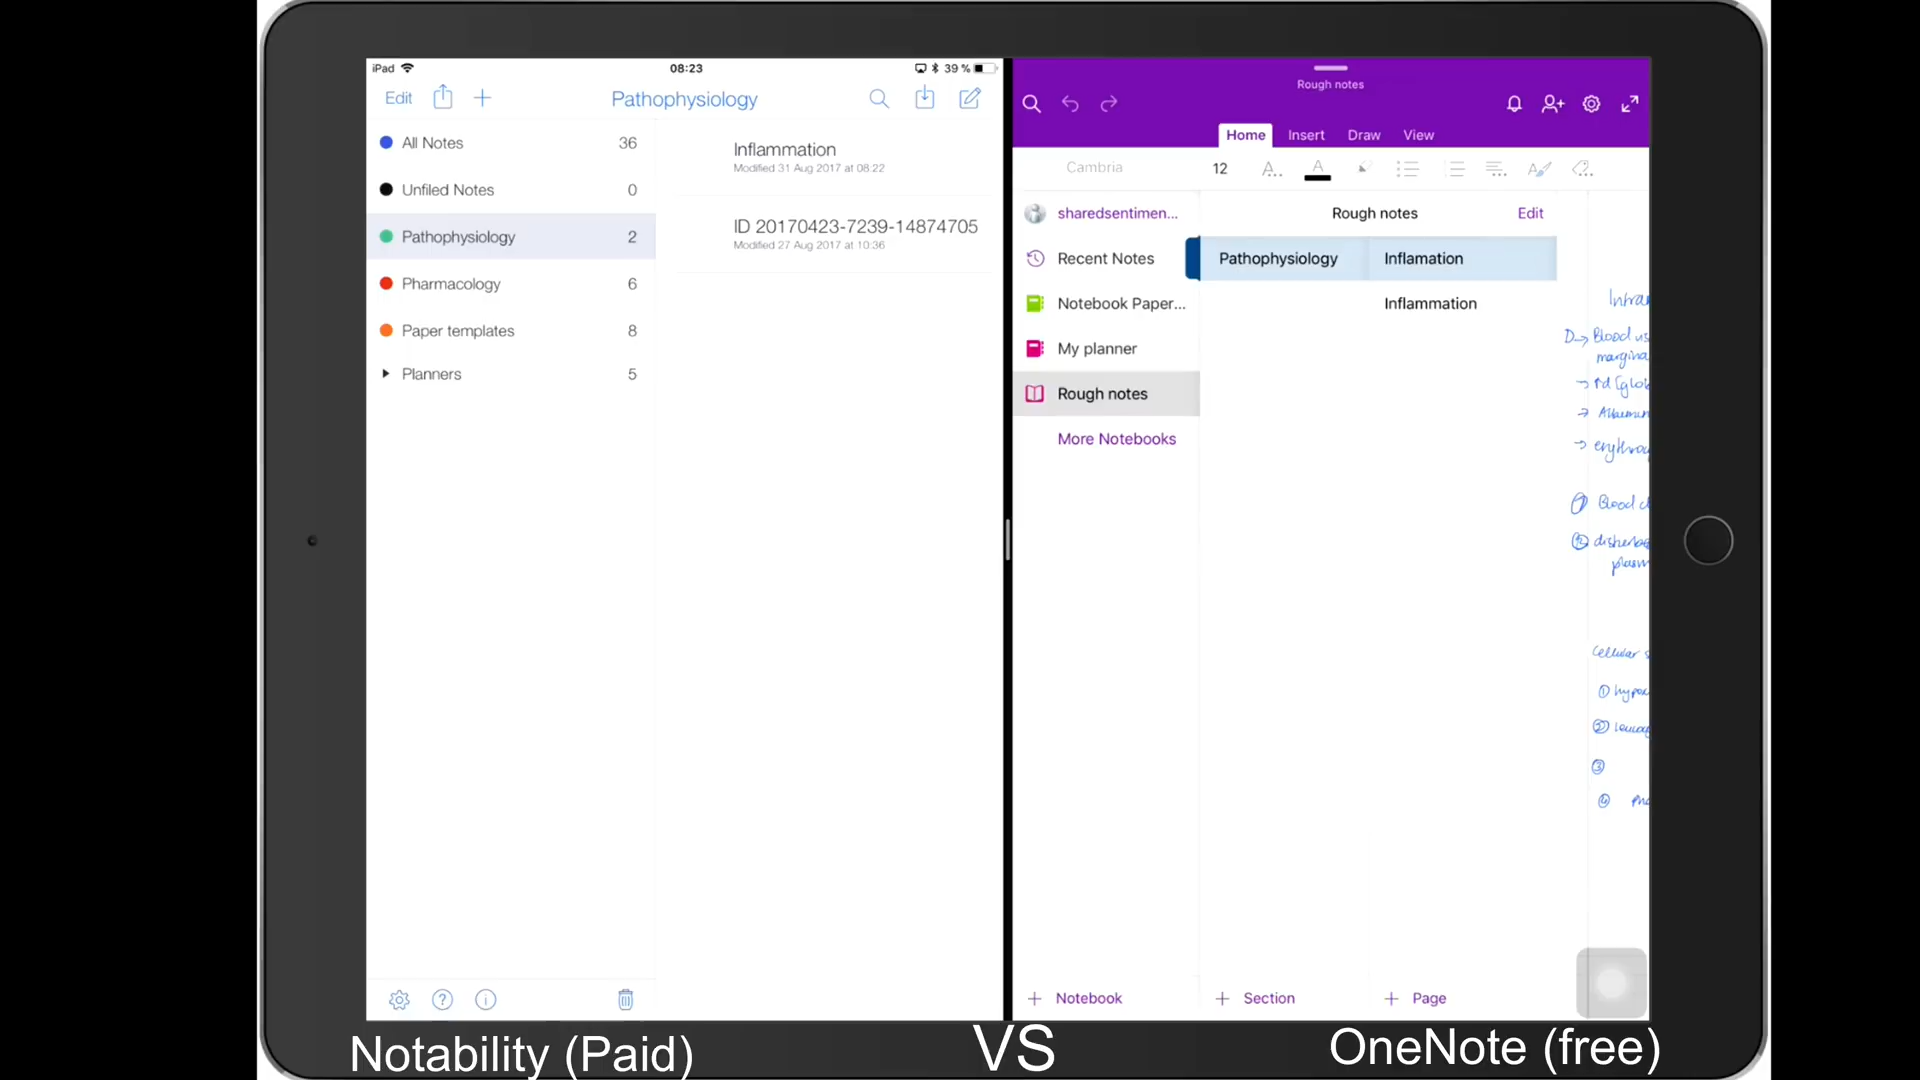 iPad 08:23 39 %
Edit Pathophysiology
All Notes 36
Unfiled Notes 0
Pathophysiology 2
Pharmacology 6
Paper templates 8
Planners 5
Inflammation
Modified 31 Aug 2017 at 08:22
ID 20170423-7239-14874705
Modified 27 Aug 2017 at 10:36
Rough notes
Home Insert Draw View
Cambria 12
sharedsentimen...
Recent Notes
Notebook Paper...
My planner
Rough notes
More Notebooks
Rough notes Edit
Pathophysiology Inflamation
Inflammation
Blood
Blood
Cellular
+ Notebook + Section + Page
Notability (Paid) VS OneNote (free)